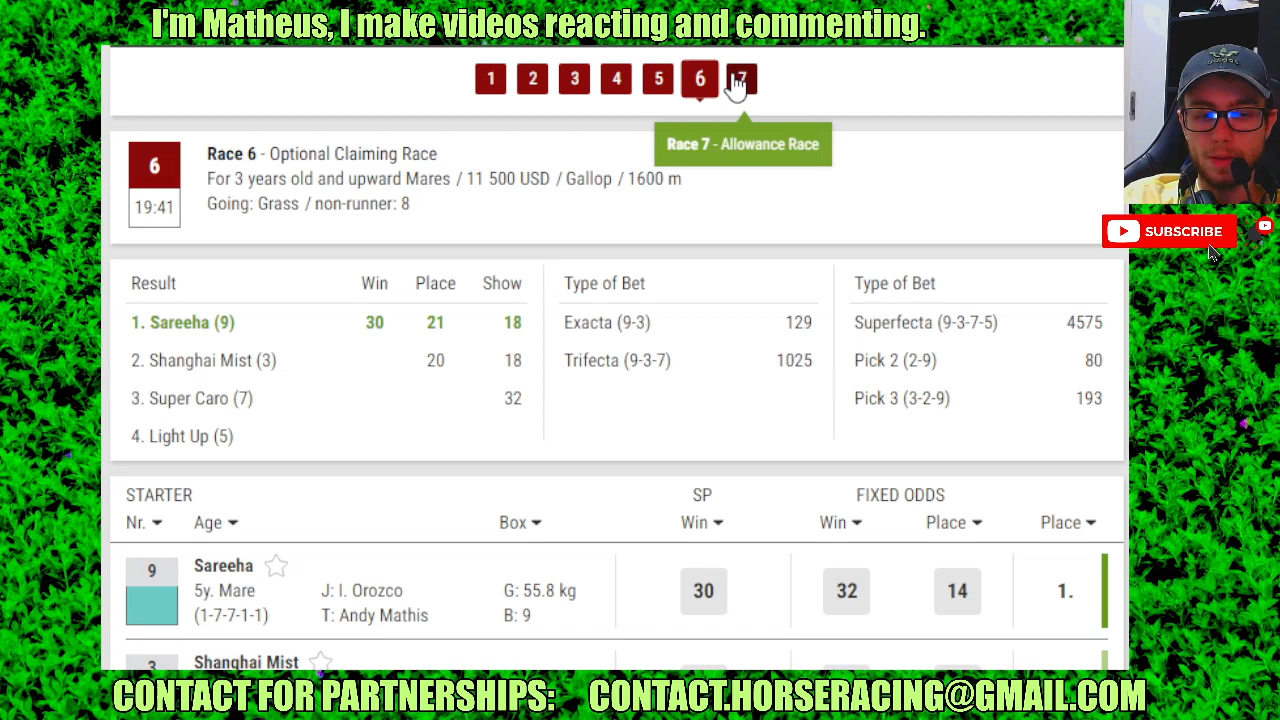 I'm Matheus, I make videos reacting and commenting.
1 2 3 4 5 6 7
Race 7 - Allowance Race
6
19:41
Race 6 - Optional Claiming Race
For 3 years old and upward Mares / 11 500 USD / Gallop / 1600 m
Going: Grass / non-runner: 8
SUBSCRIBE
Result Win Place Show
1. Sareeha (9) 30 21 18
2. Shanghai Mist (3) 20 18
3. Super Caro (7) 32
4. Light Up (5)
Type of Bet
Exacta (9-3) 129
Trifecta (9-3-7) 1025
Type of Bet
Superfecta (9-3-7-5) 4575
Pick 2 (2-9) 80
Pick 3 (3-2-9) 193
STARTER SP FIXED ODDS
Nr. Age Box Win Win Place Place
9
Sareeha
5y. Mare J: I. Orozco G: 55.8 kg
(1-7-7-1-1) T: Andy Mathis B: 9
30 32 14 1.
3 Shanghai Mist
CONTACT FOR PARTNERSHIPS: CONTACT.HORSERACING@GMAIL.COM